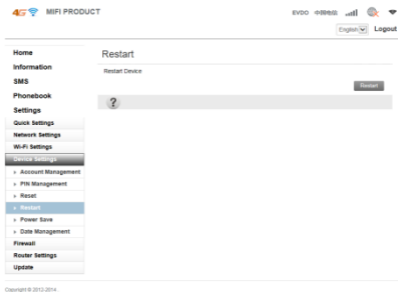 4G MIFI PRODUCT
EVDO 中国电信
English Logout
Home
Information
SMS
Phonebook
Settings
Quick Settings
Network Settings
Wi-Fi Settings
Device Settings
Account Management
PIN Management
Reset
Restart
Power Save
Date Management
Firewall
Router Settings
Update
Restart
Restart Device
Restart
?
Copyright © 2012-2014